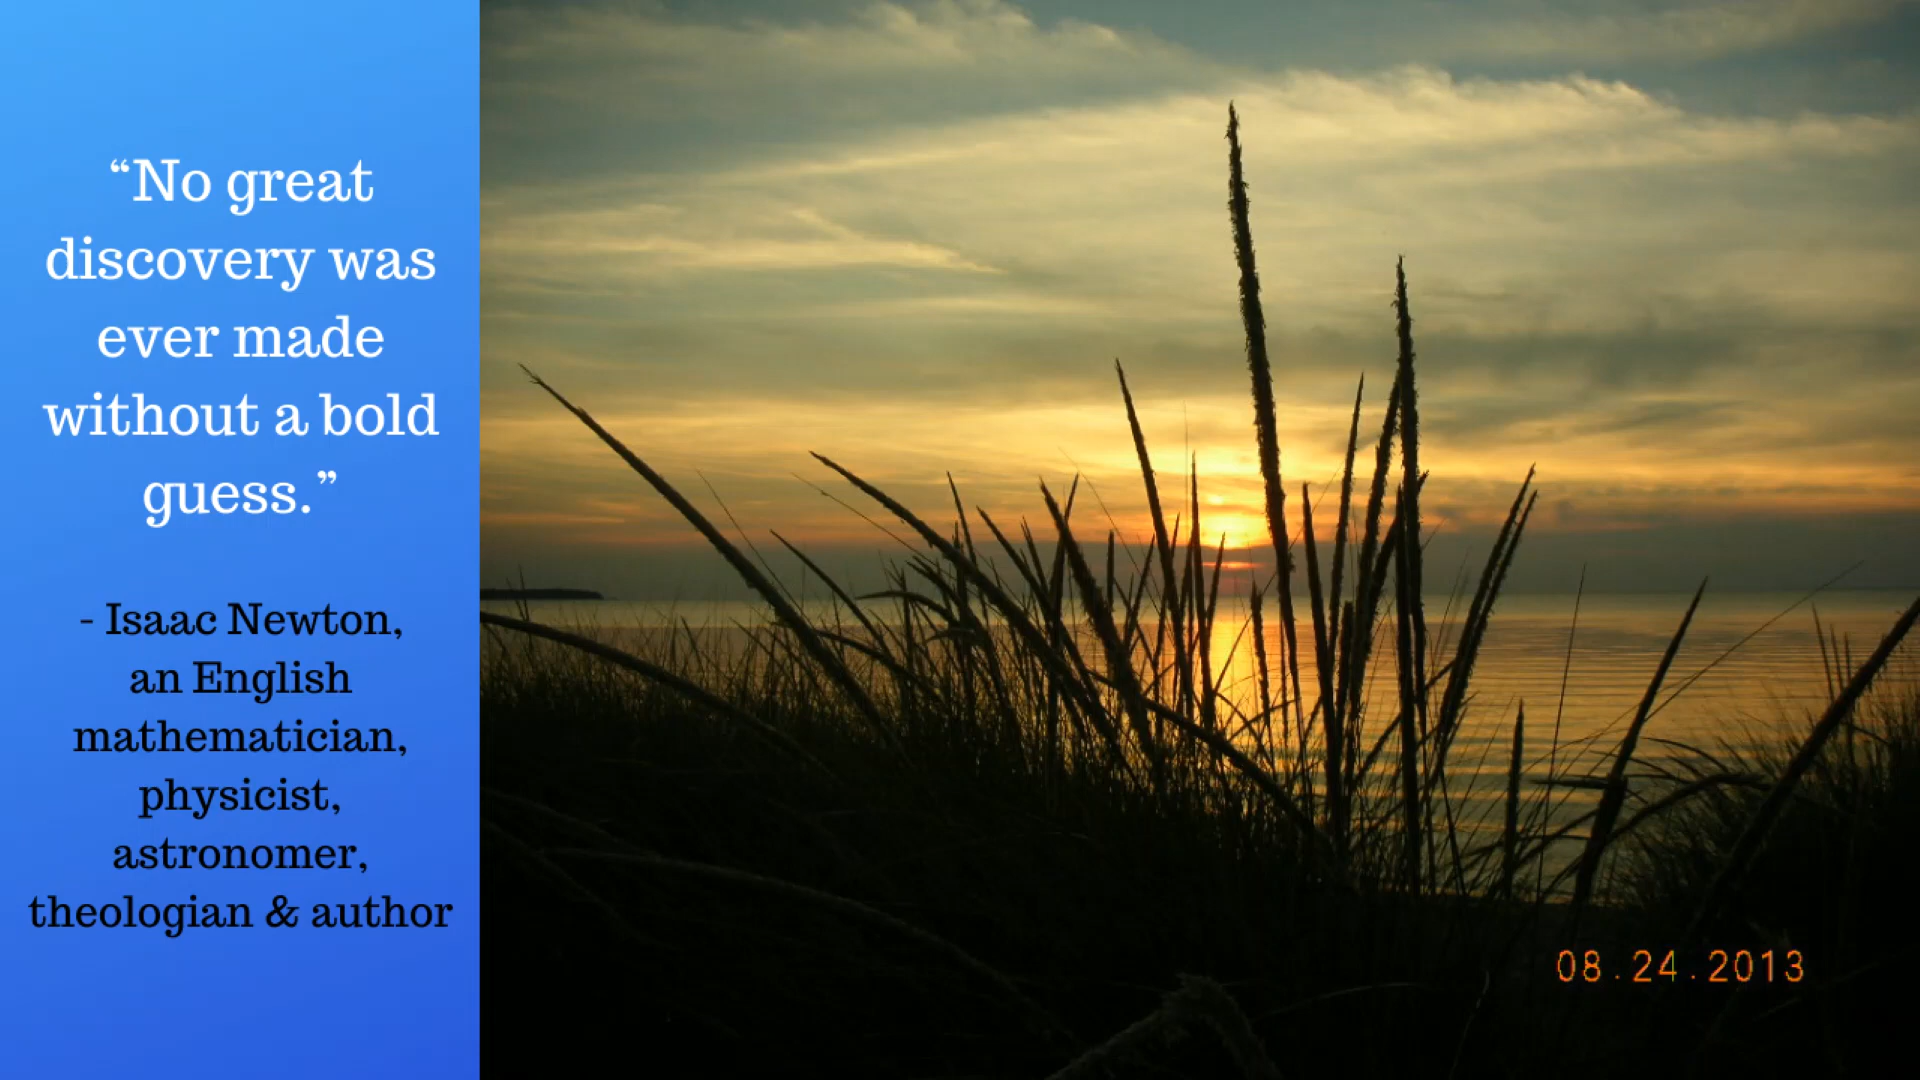 “No great
discovery was
ever made
without a bold
guess.”
- Isaac Newton,
an English
mathematician,
physicist,
astronomer,
theologian & author
08.24.2013